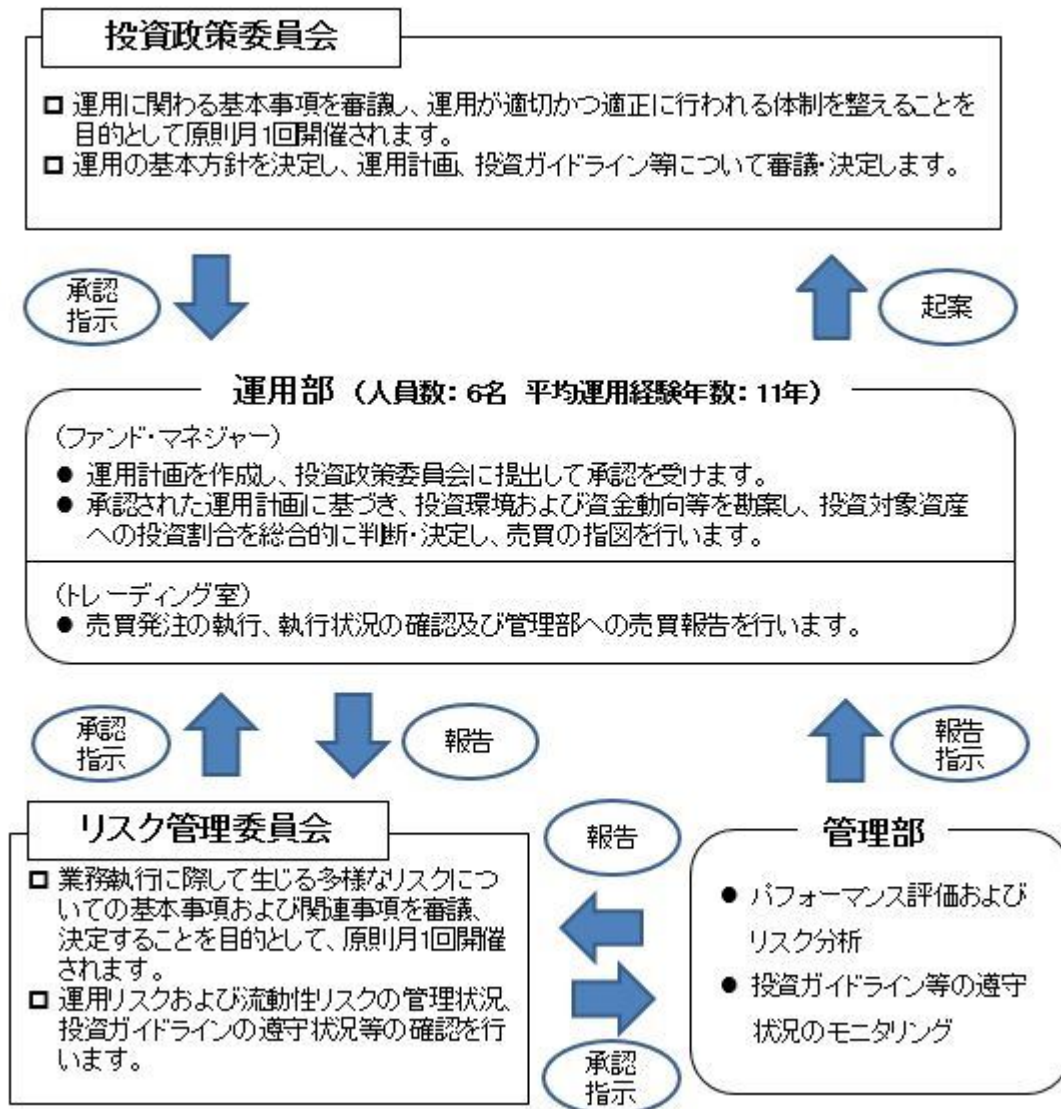 投資政策委員会
運用に関わる基本事項を審議し、運用が適切かつ適正に行われる体制を整えることを
目的として原則月1回開催されます。
運用の基本方針を決定し、運用計画、投資ガイドライン等について審議・決定します。
承認
指示
起案
運用部 (人員数: 6名 平均運用経験年数: 11年)
(ファンド・マネジャー)
● 運用計画を作成し、投資政策委員会に提出して承認を受けます。
● 承認された運用計画に基づき、投資環境および資金動向等を勘案し、投資対象資産
への投資割合を総合的に判断・決定し、売買の指図を行います。
(トレーディング室)
● 売買発注の執行、執行状況の確認及び管理部への売買報告を行います。
承認
指示
報告
報告
指示
リスク管理委員会
業務執行に際して生じる多様なリスクにつ
いての基本事項および関連事項を審議、
決定することを目的として、原則月1回開催
されます。
運用リスクおよび流動性リスクの管理状況、
投資ガイドラインの遵守状況等の確認を行
います。
報告
承認
指示
管理部
● パフォーマンス評価および
リスク分析
● 投資ガイドライン等の遵守
状況のモニタリング